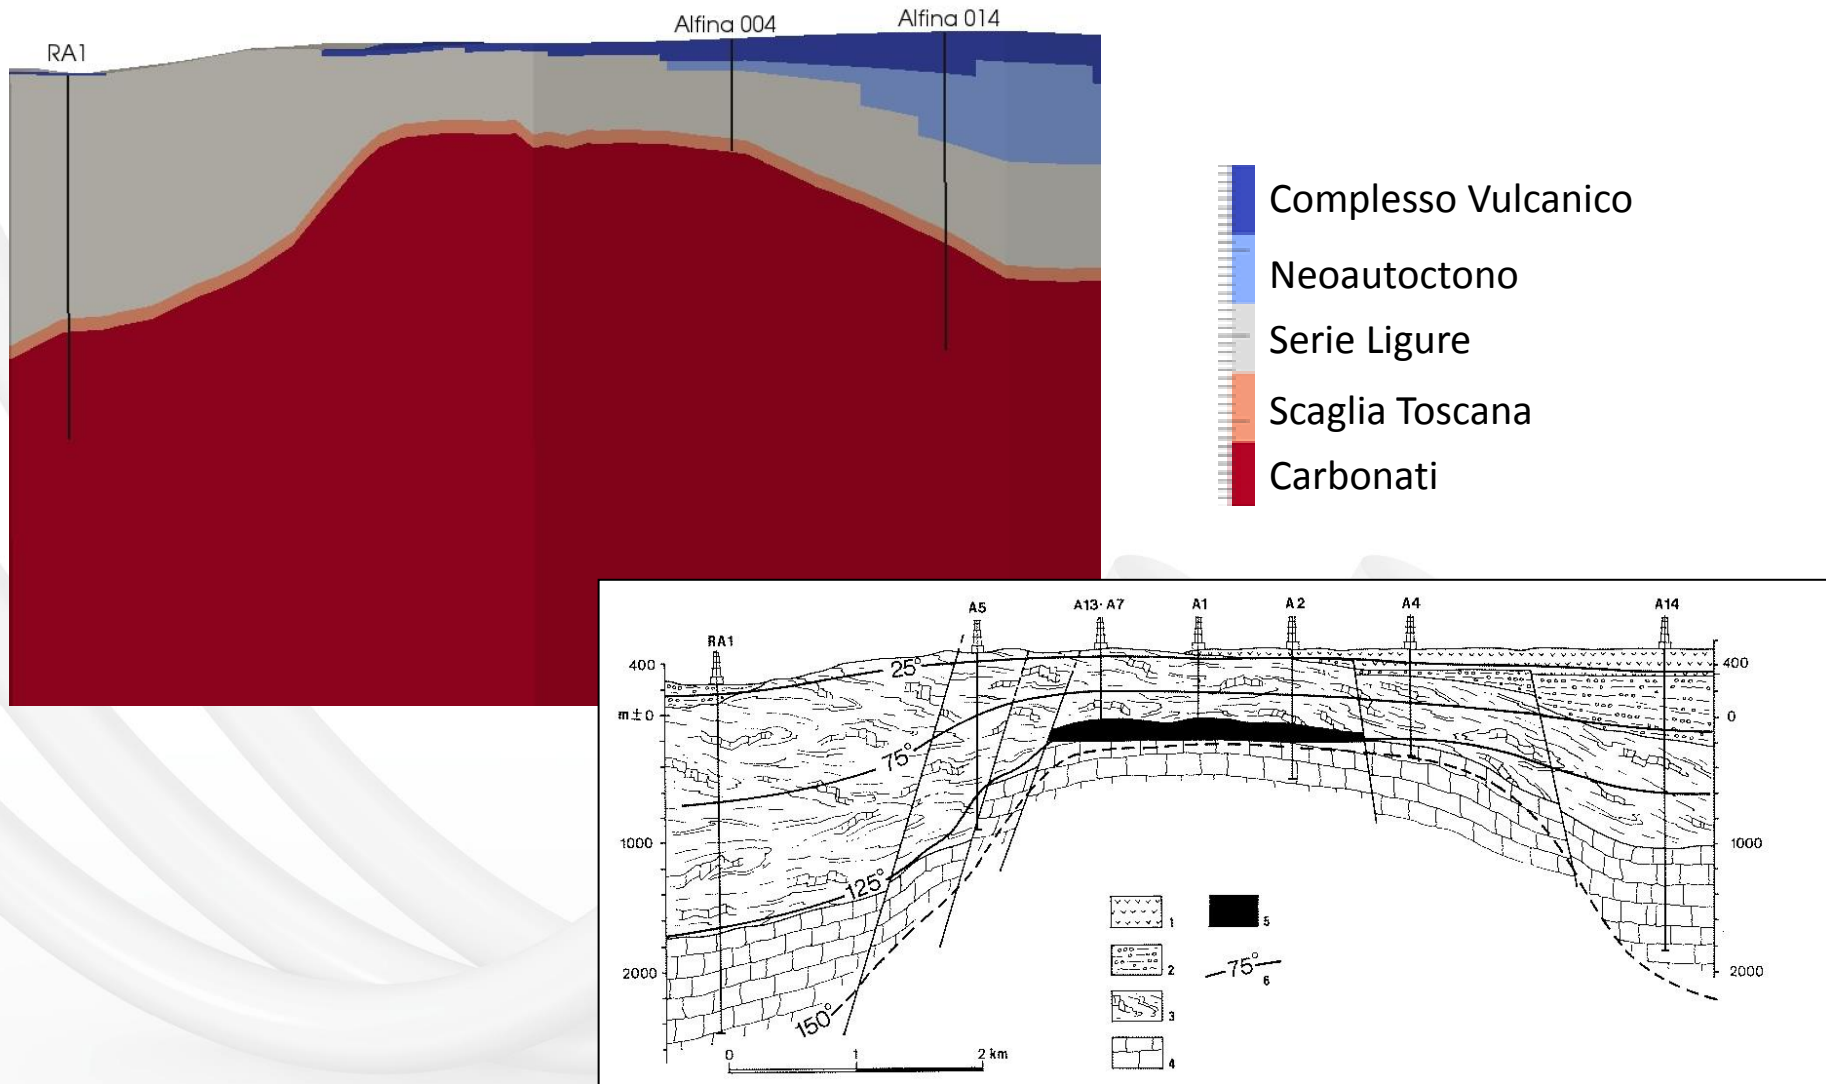 RA1
Alfina 004
Alfina 014
Complesso Vulcanico
Neoautoctono
Serie Ligure
Scaglia Toscana
Carbonati
RA1
A5
A13·A7
A1
A2
A4
A14
400
m±0
1000
2000
400
0
1000
2000
25°
75°
125°
150°
1
2
3
4
5
75°
6
0 1 2 km